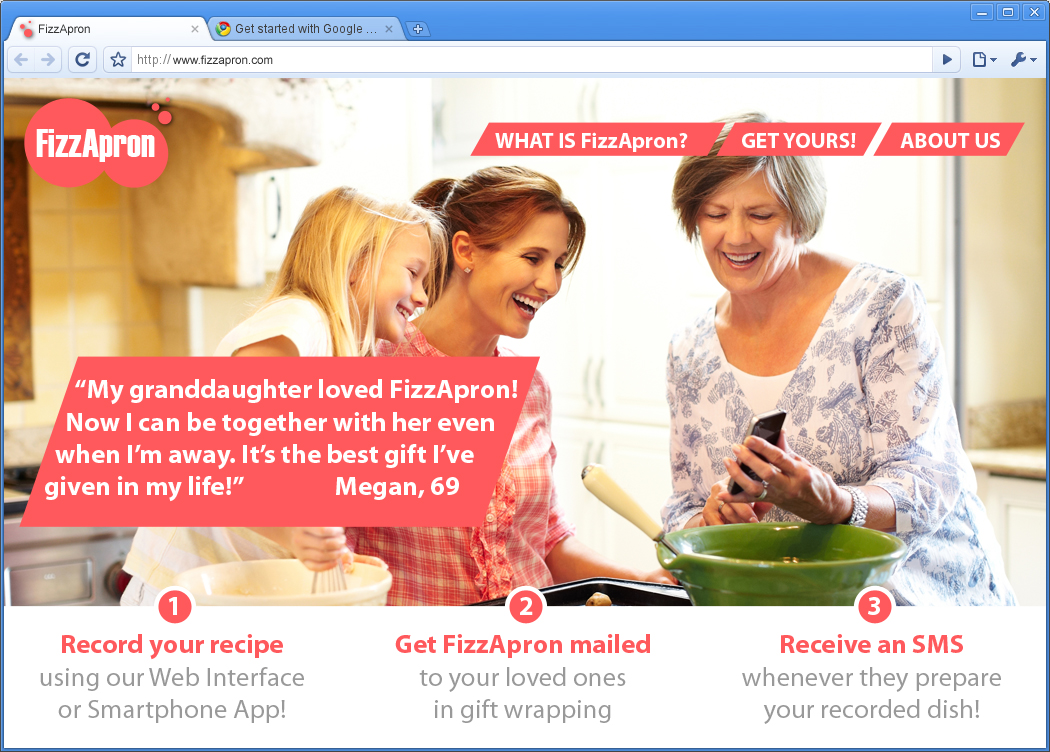 FizzApron
Get started with Google ...
http://www.fizzapron.com
FizzApron
WHAT IS FizzApron?
GET YOURS!
ABOUT US
“My granddaughter loved FizzApron!
Now I can be together with her even
when I’m away. It’s the best gift I’ve
given in my life!” Megan, 69
1
Record your recipe
using our Web Interface
or Smartphone App!
2
Get FizzApron mailed
to your loved ones
in gift wrapping
3
Receive an SMS
whenever they prepare
your recorded dish!